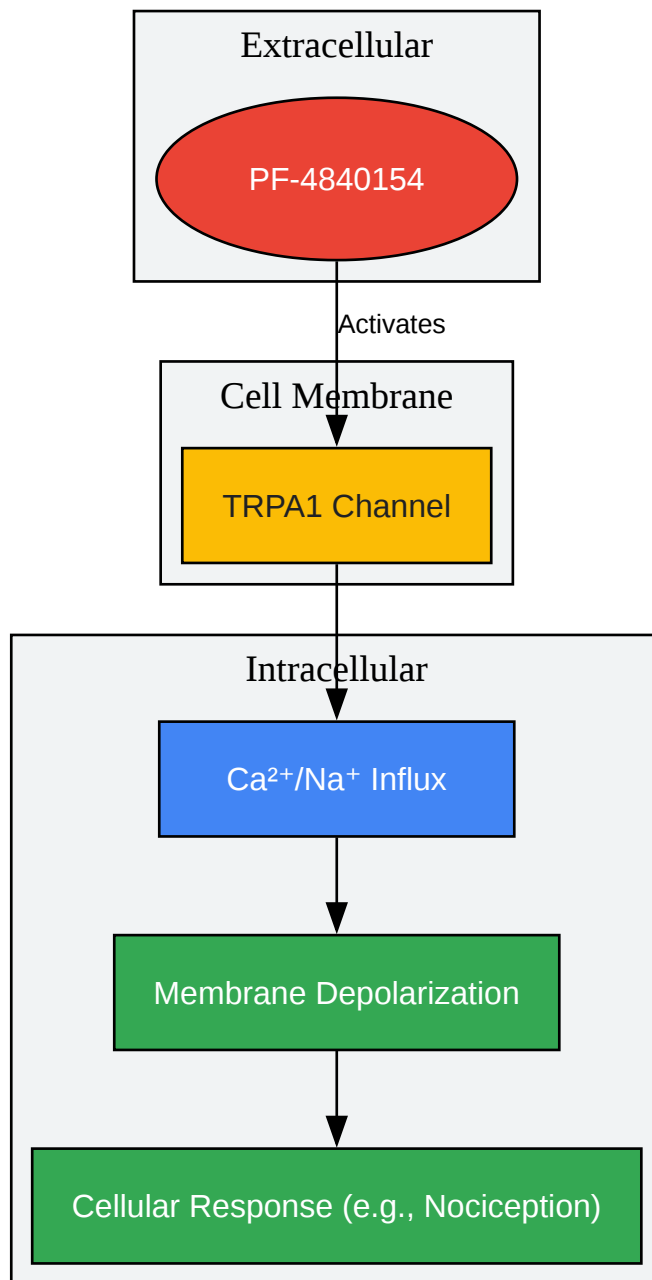 Extracellular
PF-4840154
Activates
Cell Membrane
TRPA1 Channel
Intracellular
Ca²⁺/Na⁺ Influx
Membrane Depolarization
Cellular Response (e.g., Nociception)